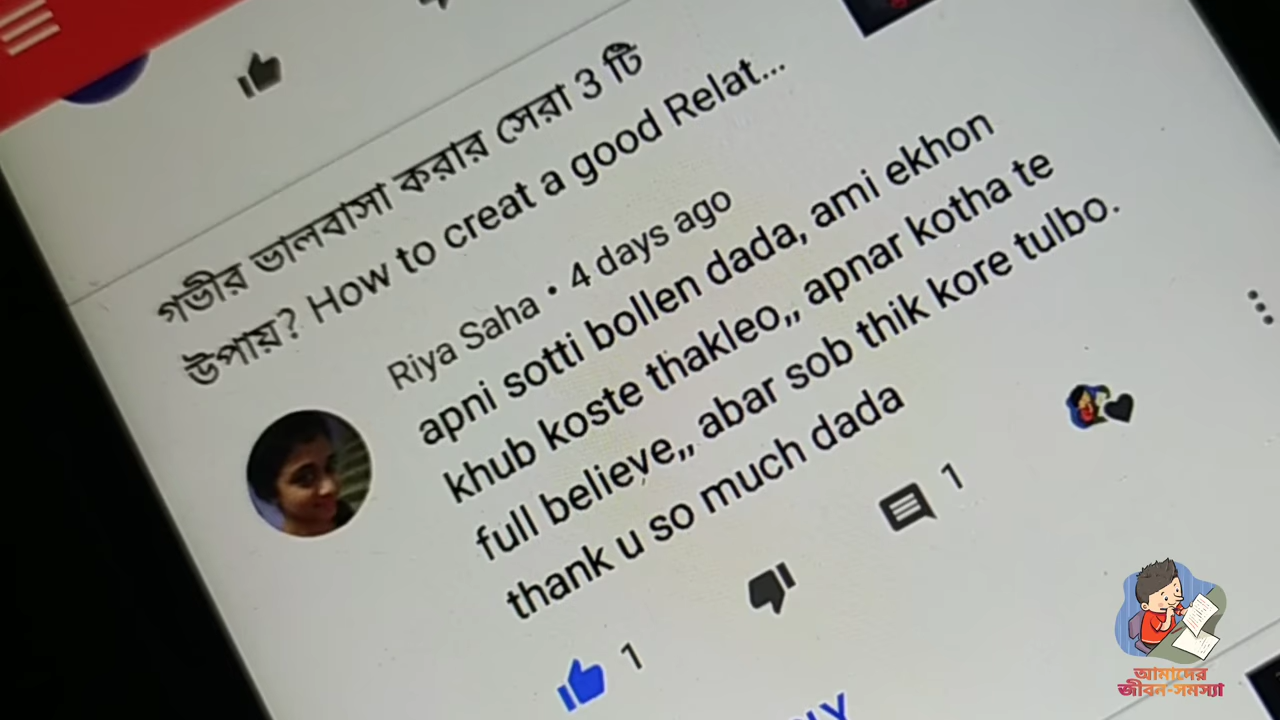 গভীর ভালবাসা করার সেরা 3 টি
উপায়? How to creat a good Relat...
Riya Saha • 4 days ago
apni sotti bollen dada, ami ekhon
khub koste thakleo,, apnar kotha te
full believe,, abar sob thik kore tulbo.
thank u so much dada
1
1
আমাদের
জীবন-সমস্যা